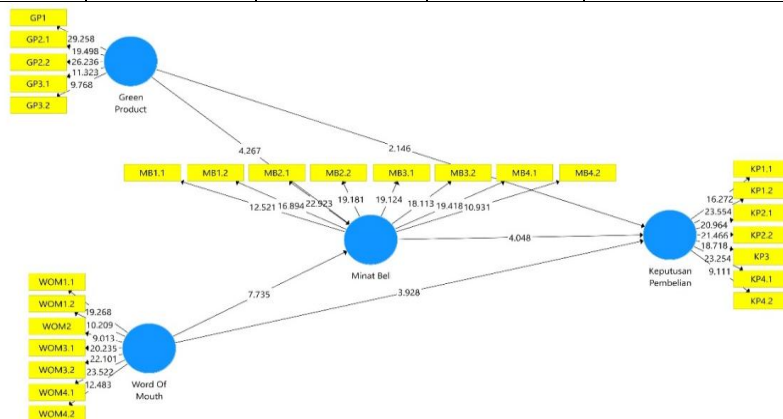 GP1
GP2.1
GP2.2
GP3.1
GP3.2
29.258
19.498
26.236
11.323
9.768
Green
Product
4.267
2.146
MB1.1
MB1.2
MB2.1
MB2.2
MB3.1
MB3.2
MB4.1
MB4.2
12.521
16.894
22.923
19.181
19.124
18.113
19.418
10.931
Minat Bel
4.048
7.735
3.928
KP1.1
KP1.2
KP2.1
KP2.2
KP3
KP4.1
KP4.2
16.272
23.554
20.964
21.466
18.718
23.254
9.111
Keputusan
Pembelian
WOM1.1
WOM1.2
WOM2
WOM3.1
WOM3.2
WOM4.1
WOM4.2
19.268
10.209
9.013
20.235
22.101
23.522
12.483
Word Of
Mouth